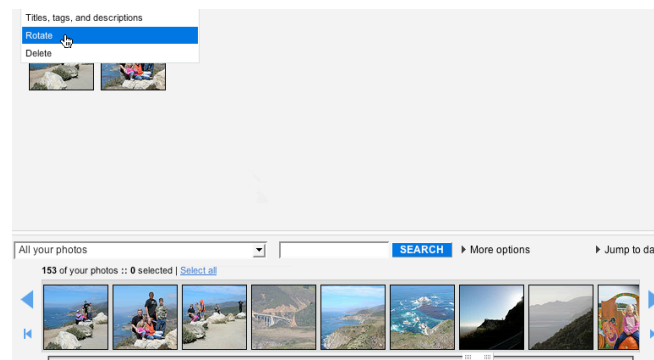 Titles, tags, and descriptions
Rotate
Delete
All your photos
SEARCH
More options
Jump to da
153 of your photos :: 0 selected | Select all